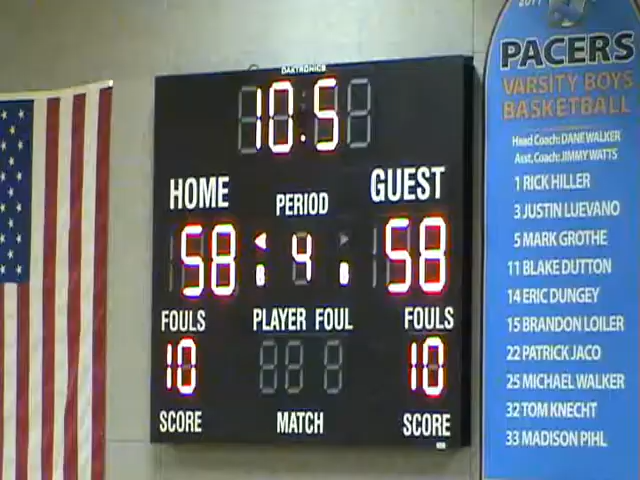 DAKTRONICS
10.5
HOME PERIOD GUEST
58 4 58
B B
FOULS PLAYER FOUL FOULS
10 10
SCORE MATCH SCORE
2011
PACERS
VARSITY BOYS
BASKETBALL
Head Coach: DANE WALKER
Asst. Coach: JIMMY WATTS
1 RICK HILLER
3 JUSTIN LUEVANO
5 MARK GROTHE
11 BLAKE DUTTON
14 ERIC DUNGEY
15 BRANDON LOILER
22 PATRICK JACO
25 MICHAEL WALKER
32 TOM KNECHT
33 MADISON PIHL